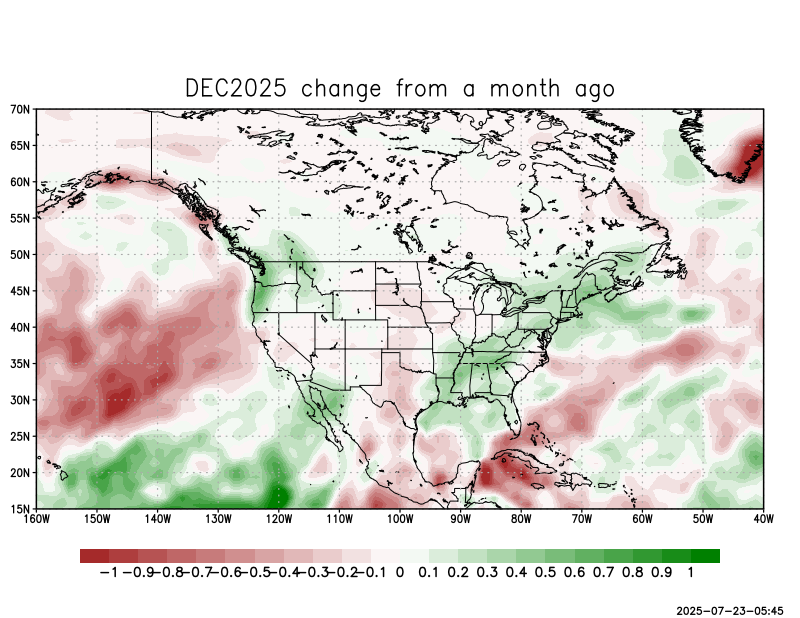 DEC2025 change from a month ago
70N
65N
60N
55N
50N
45N
40N
35N
30N
25N
20N
15N
160W 150W 140W 130W 120W 110W 100W 90W 80W 70W 60W 50W 40W
-1 -0.9 -0.8 -0.7 -0.6 -0.5 -0.4 -0.3 -0.2 -0.1 0 0.1 0.2 0.3 0.4 0.5 0.6 0.7 0.8 0.9 1
2025-07-23-05:45